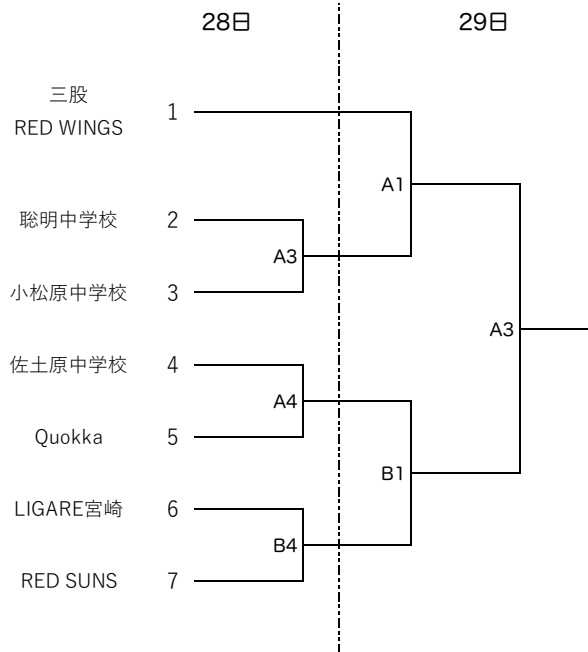 28日
29日
三股
RED WINGS
1
A1
聡明中学校
2
A3
小松原中学校
3
A3
佐土原中学校
4
A4
Quokka
5
B1
LIGARE宮崎
6
B4
RED SUNS
7